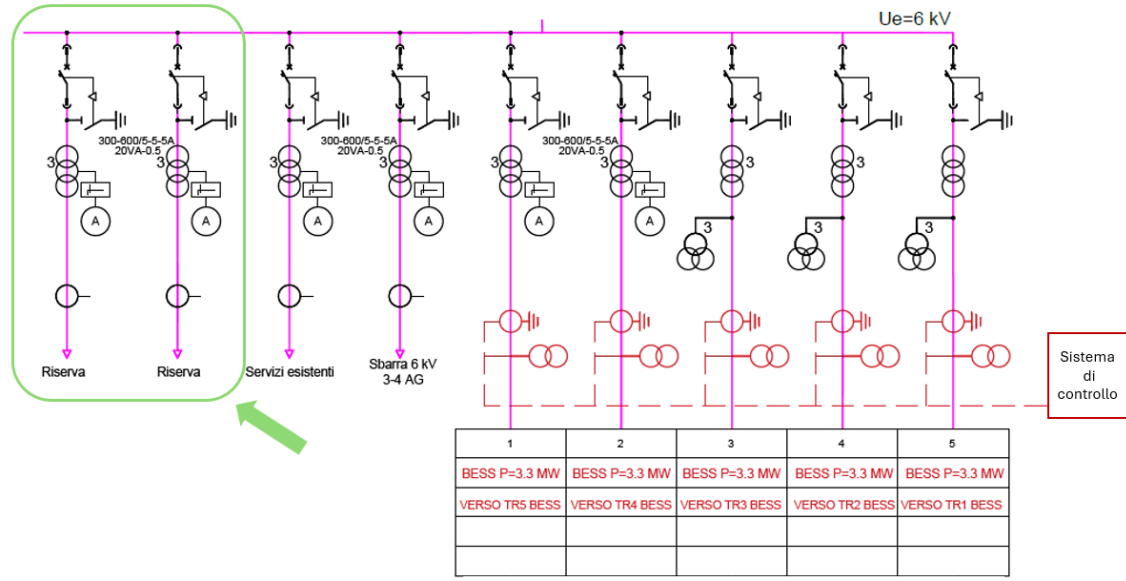 Ue=6 kV
300-600/5-5-5A
20VA-0.5
300-600/5-5-5A
20VA-0.5
300-600/5-5-5A
20VA-0.5
3
3
3
3
3
3
3
3
A
A
A
A
A
A
3
3
3
Riserva
Riserva
Servizi esistenti
Sbarra 6 kV
3-4 AG
Sistema
di
controllo
1 2 3 4 5
BESS P=3.3 MW BESS P=3.3 MW BESS P=3.3 MW BESS P=3.3 MW BESS P=3.3 MW
VERSO TR5 BESS VERSO TR4 BESS VERSO TR3 BESS VERSO TR2 BESS VERSO TR1 BESS